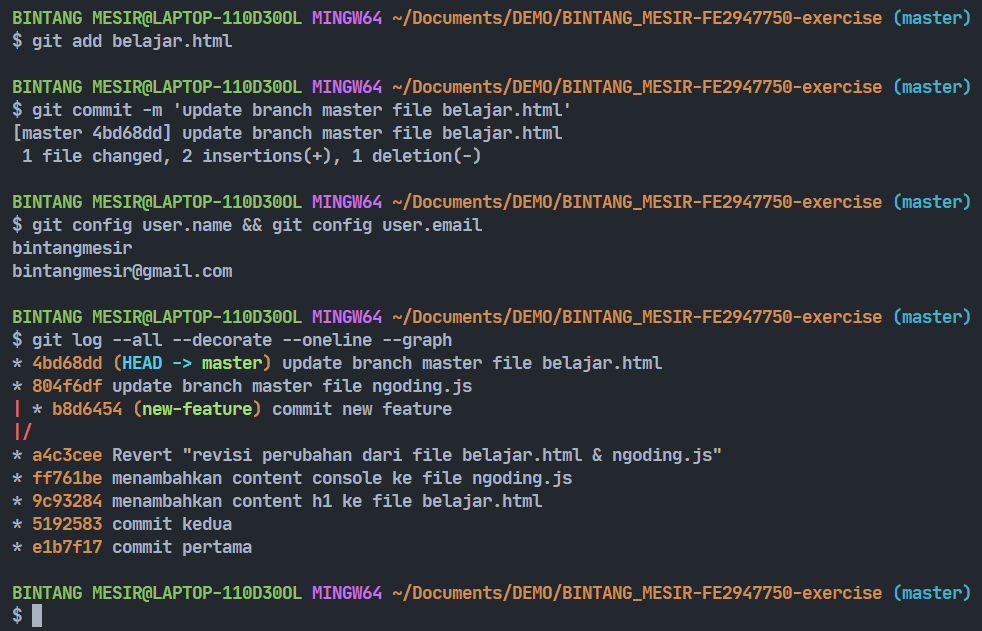 BINTANG MESIR@LAPTOP-110D30OL MINGW64 ~/Documents/DEMO/BINTANG_MESIR-FE2947750-exercise (master)
$ git add belajar.html
BINTANG MESIR@LAPTOP-110D30OL MINGW64 ~/Documents/DEMO/BINTANG_MESIR-FE2947750-exercise (master)
$ git commit -m 'update branch master file belajar.html'
[master 4bd68dd] update branch master file belajar.html
 1 file changed, 2 insertions(+), 1 deletion(-)
BINTANG MESIR@LAPTOP-110D30OL MINGW64 ~/Documents/DEMO/BINTANG_MESIR-FE2947750-exercise (master)
$ git config user.name && git config user.email
bintangmesir
bintangmesir@gmail.com
BINTANG MESIR@LAPTOP-110D30OL MINGW64 ~/Documents/DEMO/BINTANG_MESIR-FE2947750-exercise (master)
$ git log --all --decorate --oneline --graph
* 4bd68dd (HEAD -> master) update branch master file belajar.html
* 804f6df update branch master file ngoding.js
| * b8d6454 (new-feature) commit new feature
|/
* a4c3cee Revert "revisi perubahan dari file belajar.html & ngoding.js"
* ff761be menambahkan content console ke file ngoding.js
* 9c93284 menambahkan content h1 ke file belajar.html
* 5192583 commit kedua
* e1b7f17 commit pertama
BINTANG MESIR@LAPTOP-110D30OL MINGW64 ~/Documents/DEMO/BINTANG_MESIR-FE2947750-exercise (master)
$